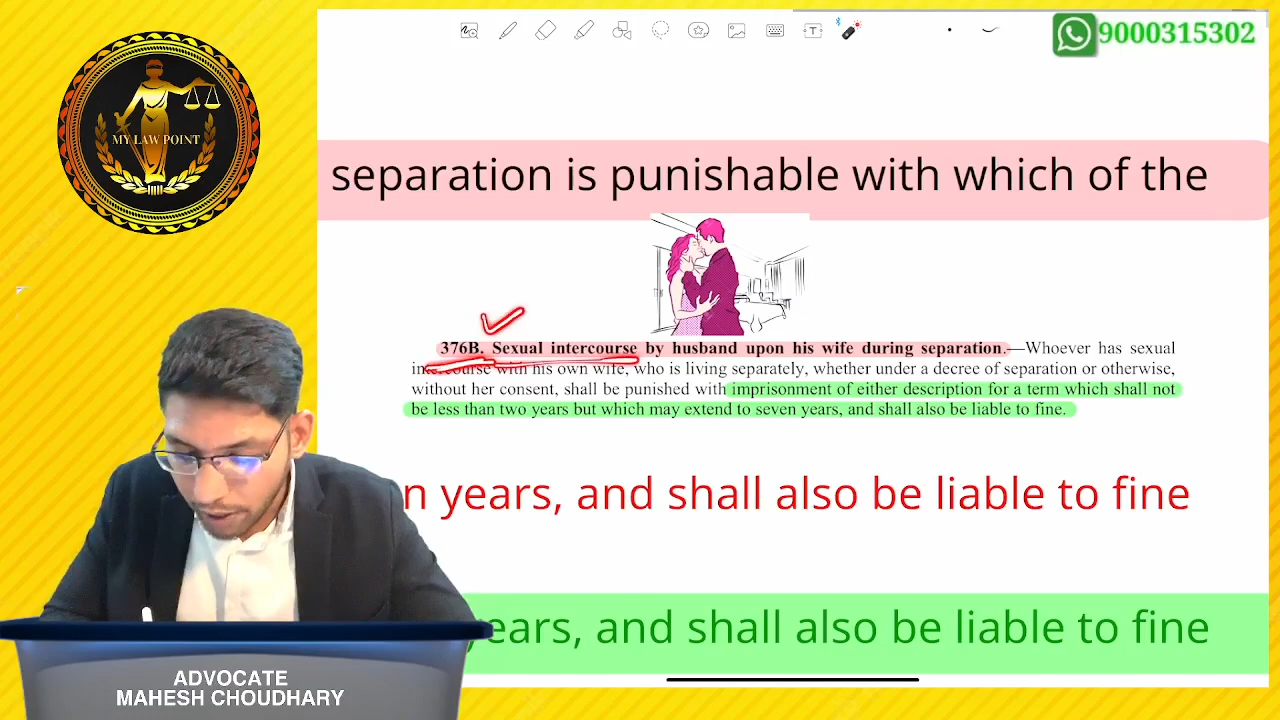 9000315302
MY LAW POINT
separation is punishable with which of the
376B. Sexual intercourse by husband upon his wife during separation.—Whoever has sexual
intercourse with his own wife, who is living separately, whether under a decree of separation or otherwise,
without her consent, shall be punished with imprisonment of either description for a term which shall not
be less than two years but which may extend to seven years, and shall also be liable to fine.
n years, and shall also be liable to fine
years, and shall also be liable to fine
ADVOCATE
MAHESH CHOUDHARY